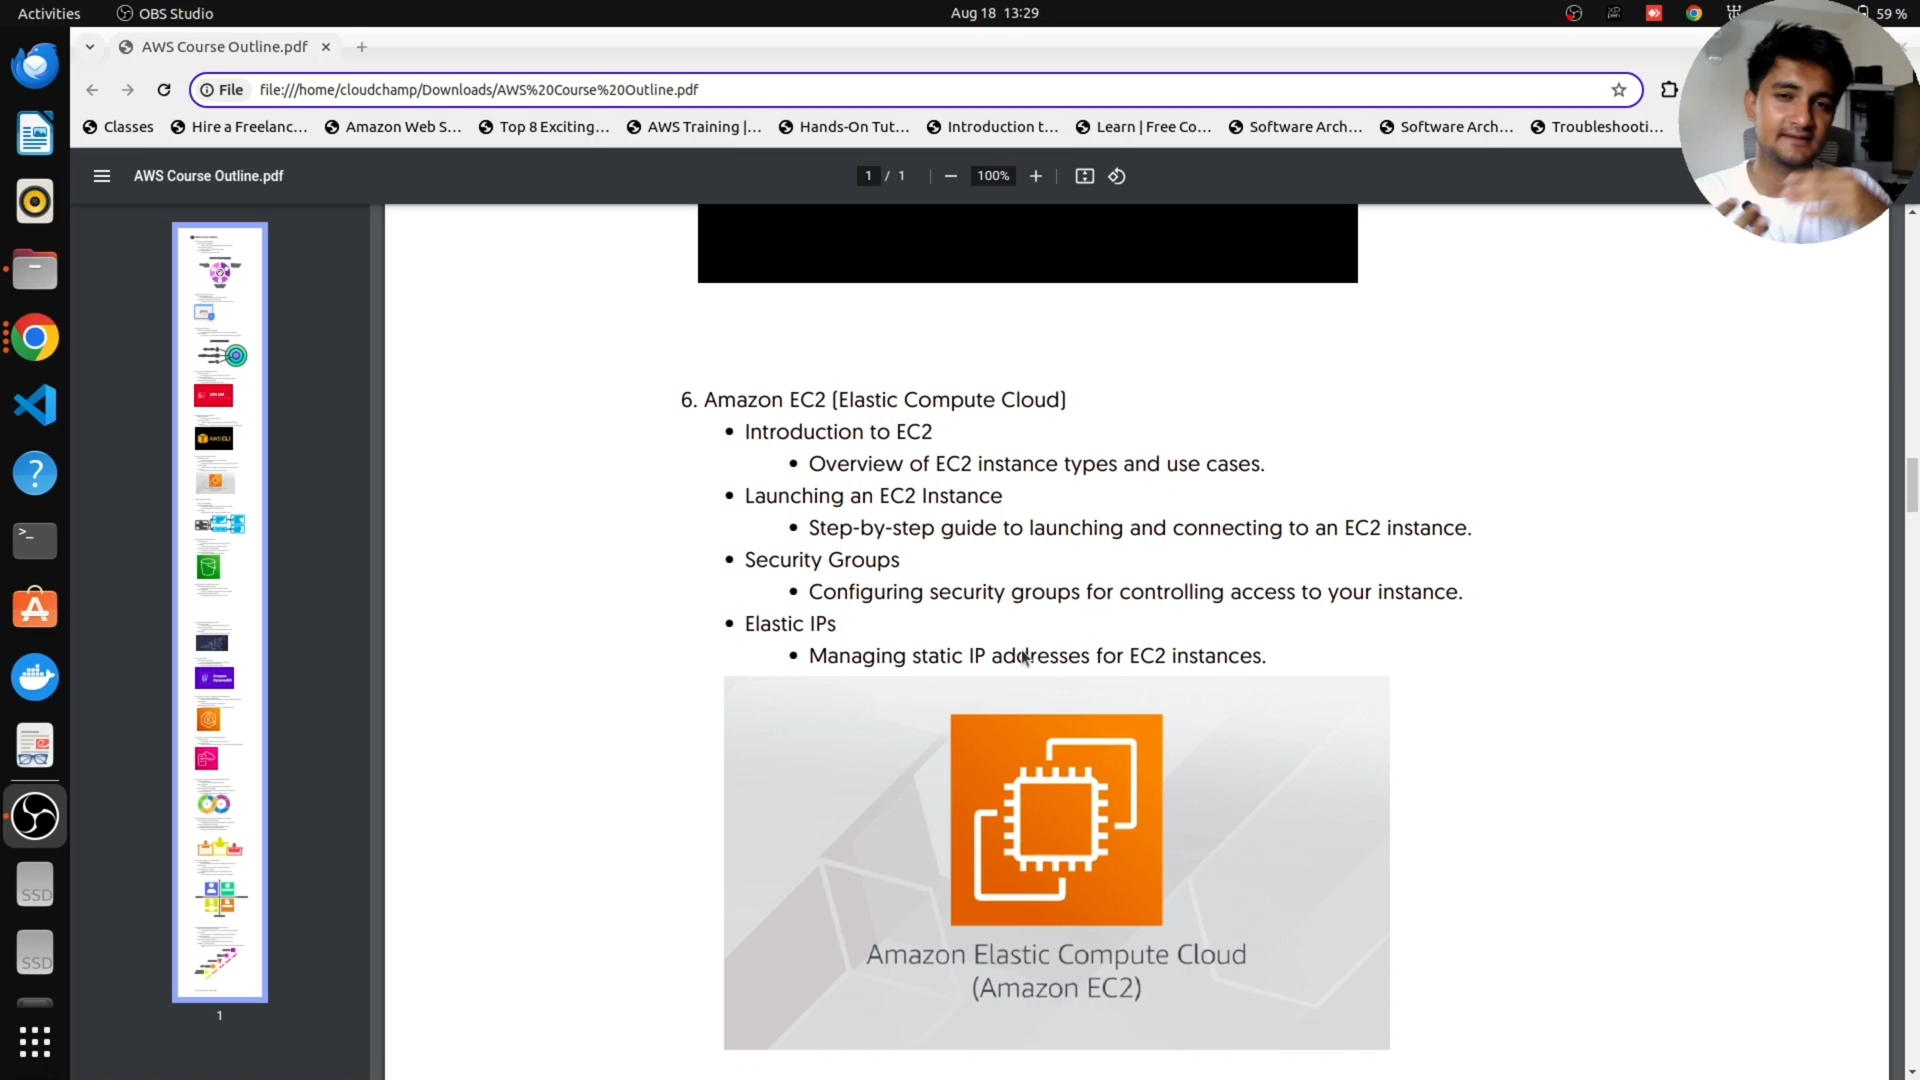 Activities
OBS Studio
Aug 18 13:29
59 %
AWS Course Outline.pdf
File
file:///home/cloudchamp/Downloads/AWS%20Course%20Outline.pdf
Classes
Hire a Freelanc…
Amazon Web S…
Top 8 Exciting…
AWS Training |…
Hands-On Tut…
Introduction t…
Learn | Free Co…
Software Arch…
Software Arch…
Troubleshooti…
AWS Course Outline.pdf
1 / 1
100%
6. Amazon EC2 (Elastic Compute Cloud)
• Introduction to EC2
• Overview of EC2 instance types and use cases.
• Launching an EC2 Instance
• Step-by-step guide to launching and connecting to an EC2 instance.
• Security Groups
• Configuring security groups for controlling access to your instance.
• Elastic IPs
• Managing static IP addresses for EC2 instances.
Amazon Elastic Compute Cloud
(Amazon EC2)
AWS CLI
1
SSD
SSD